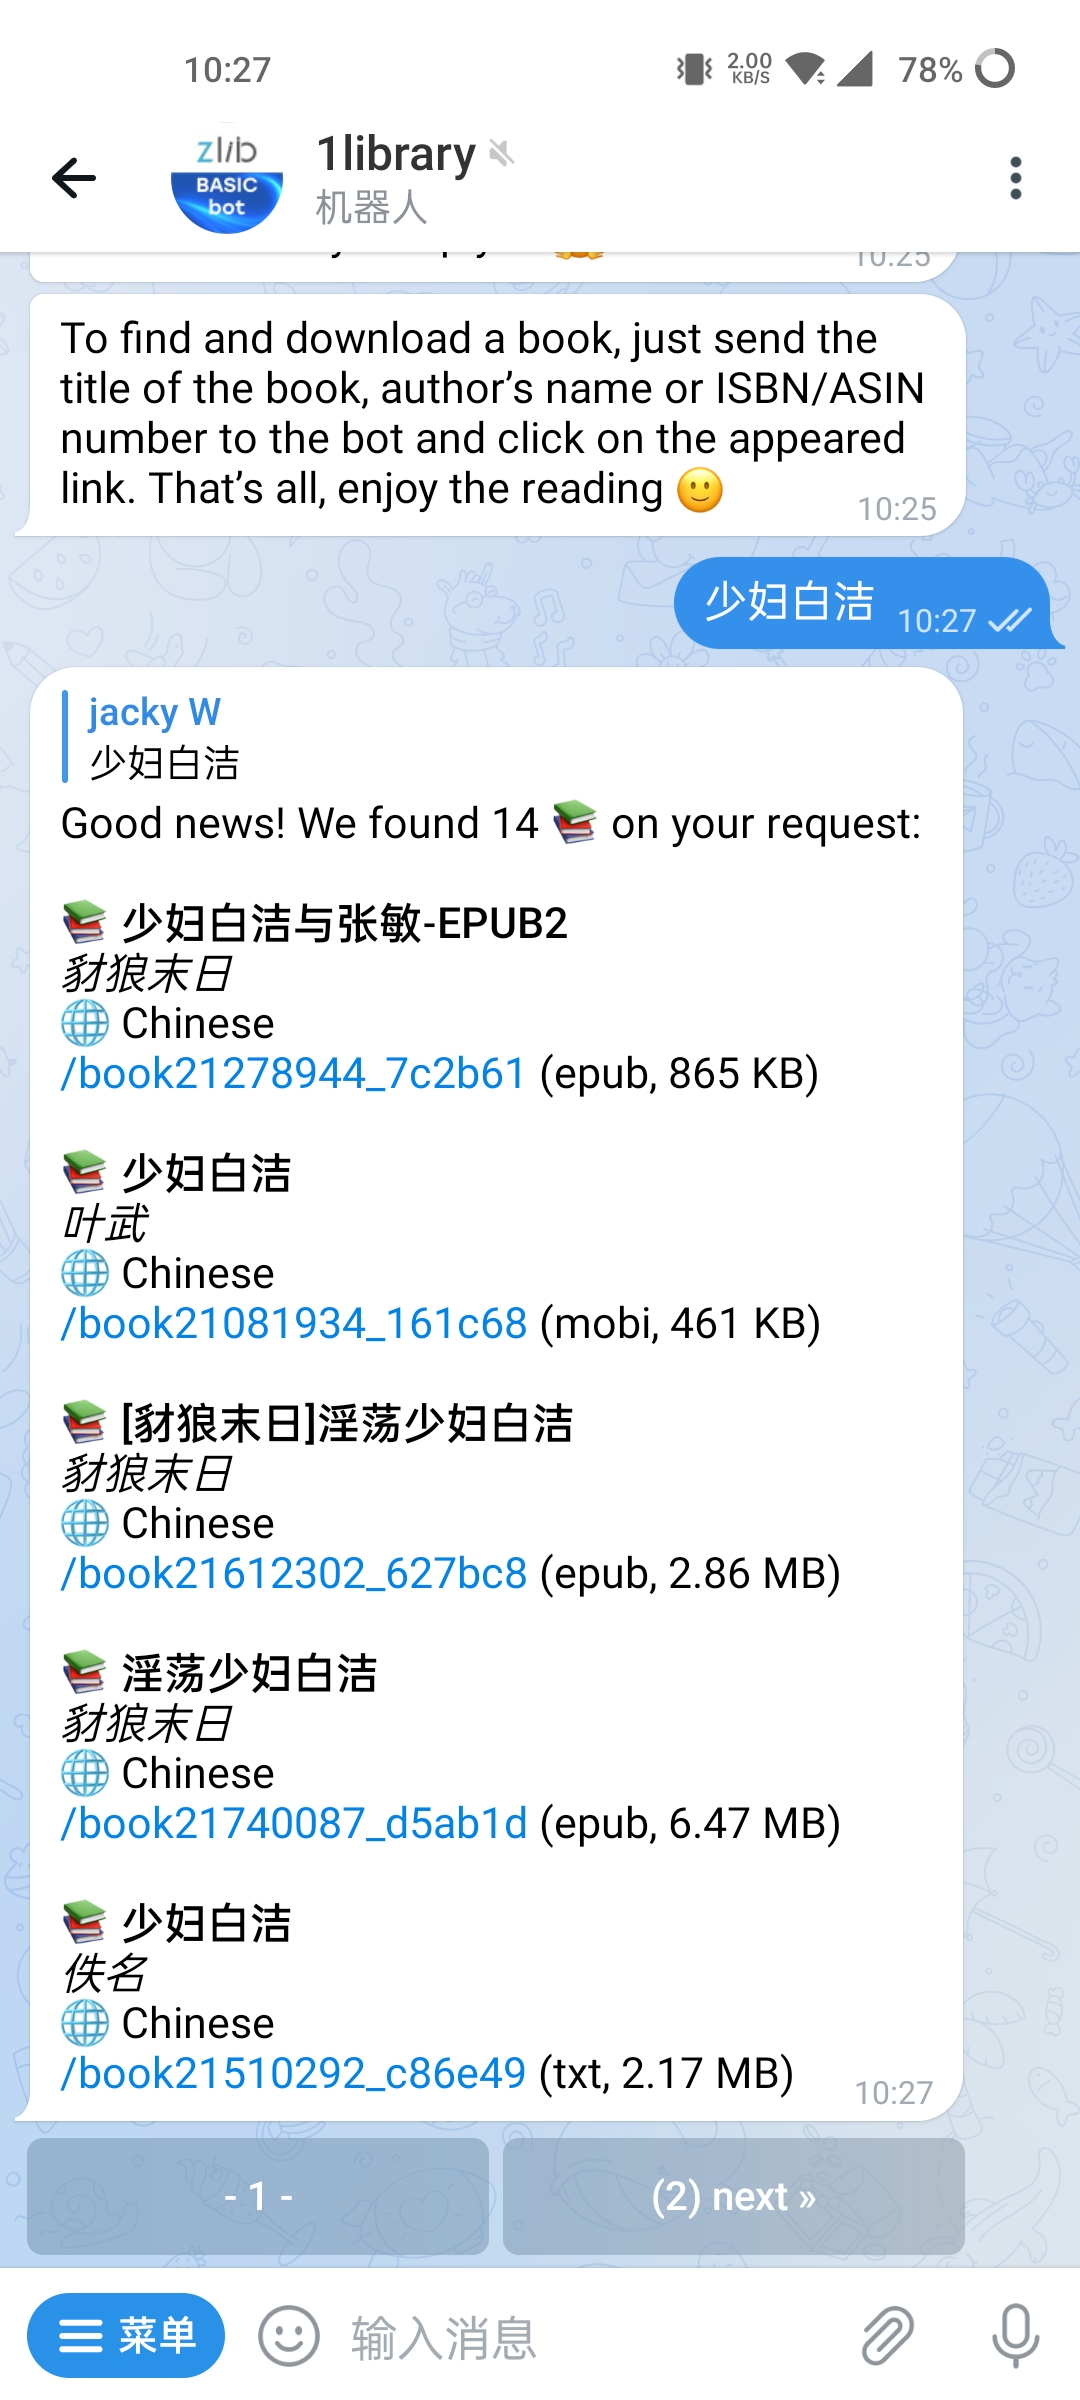 10:27
2.00
KB/S
78%
zlib
BASIC
bot
1library
机器人
10:25
To find and download a book, just send the
title of the book, author’s name or ISBN/ASIN
number to the bot and click on the appeared
link. That’s all, enjoy the reading 🙂
10:25
少妇白洁
10:27
jacky W
少妇白洁
Good news! We found 14 📚 on your request:
📚 少妇白洁与张敏-EPUB2
豺狼末日
🌐 Chinese
/book21278944_7c2b61 (epub, 865 KB)
📚 少妇白洁
叶武
🌐 Chinese
/book21081934_161c68 (mobi, 461 KB)
📚 [豺狼末日]淫荡少妇白洁
豺狼末日
🌐 Chinese
/book21612302_627bc8 (epub, 2.86 MB)
📚 淫荡少妇白洁
豺狼末日
🌐 Chinese
/book21740087_d5ab1d (epub, 6.47 MB)
📚 少妇白洁
佚名
🌐 Chinese
/book21510292_c86e49 (txt, 2.17 MB)
10:27
- 1 -
(2) next »
菜单
输入消息